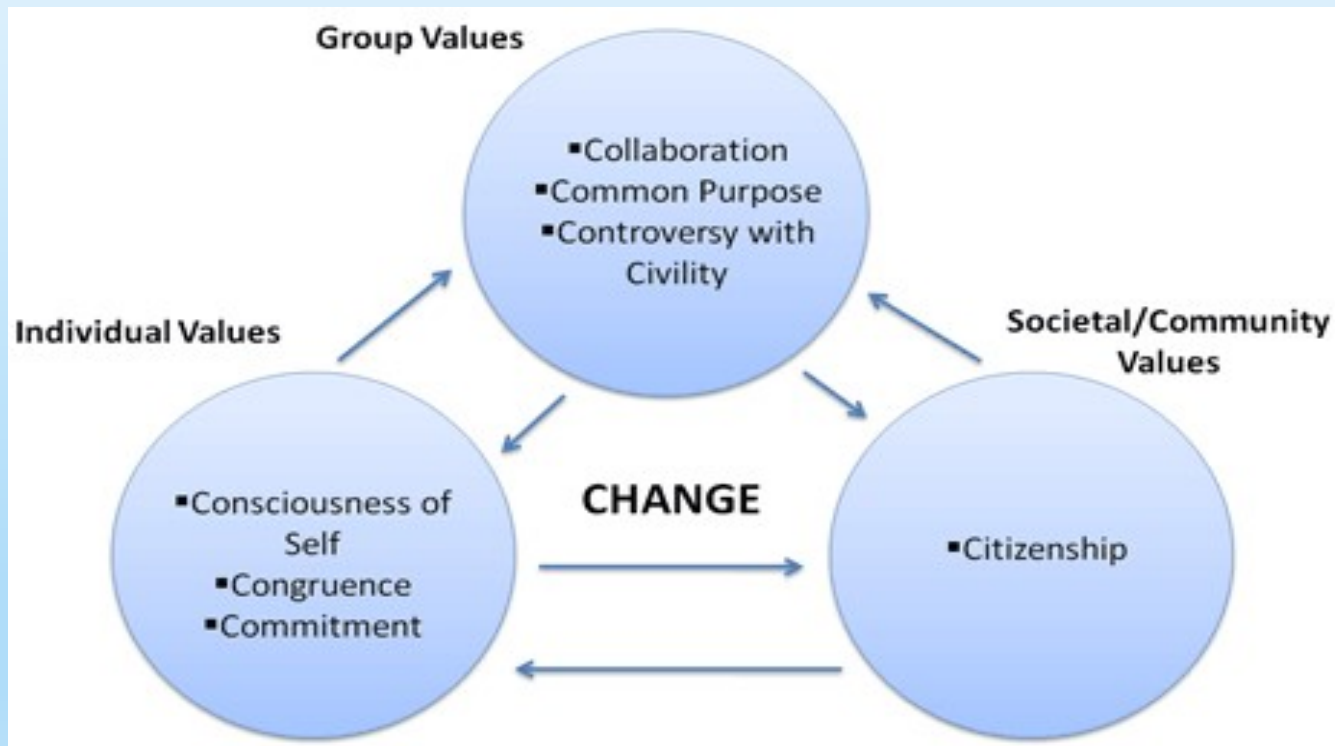 Group Values
▪Collaboration
▪Common Purpose
▪Controversy with
Civility
Individual Values
Societal/Community
Values
▪Consciousness of
Self
▪Congruence
▪Commitment
CHANGE
▪Citizenship